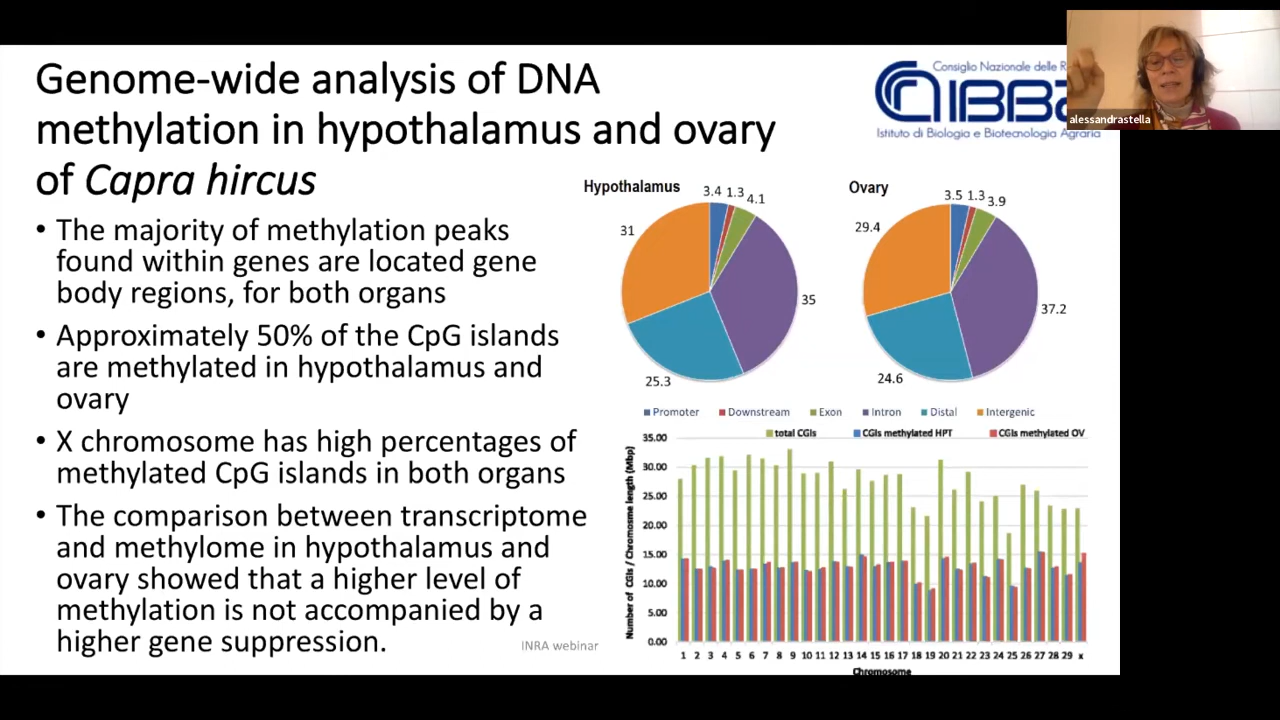 Genome-wide analysis of DNA
methylation in hypothalamus and ovary
of Capra hircus
Consiglio Nazionale delle R
IBBA
Istituto di Biologia e Biotecnologia Agraria
alessandrastella
• The majority of methylation peaks
found within genes are located gene
body regions, for both organs
• Approximately 50% of the CpG islands
are methylated in hypothalamus and
ovary
• X chromosome has high percentages of
methylated CpG islands in both organs
• The comparison between transcriptome
and methylome in hypothalamus and
ovary showed that a higher level of
methylation is not accompanied by a
higher gene suppression.
Hypothalamus
3.4 1.3 4.1
31
35
25.3
Ovary
3.5 1.3 3.9
29.4
37.2
24.6
Promoter Downstream Exon Intron Distal Intergenic
total CGIs CGIs methylated HPT CGIs methylated OV
Number of CGIs / Chromosme length (Mbp)
35.00
30.00
25.00
20.00
15.00
10.00
5.00
0.00
1 2 3 4 5 6 7 8 9 10 11 12 13 14 15 16 17 18 19 20 21 22 23 24 25 26 27 28 29 x
Chromosome
INRA webinar